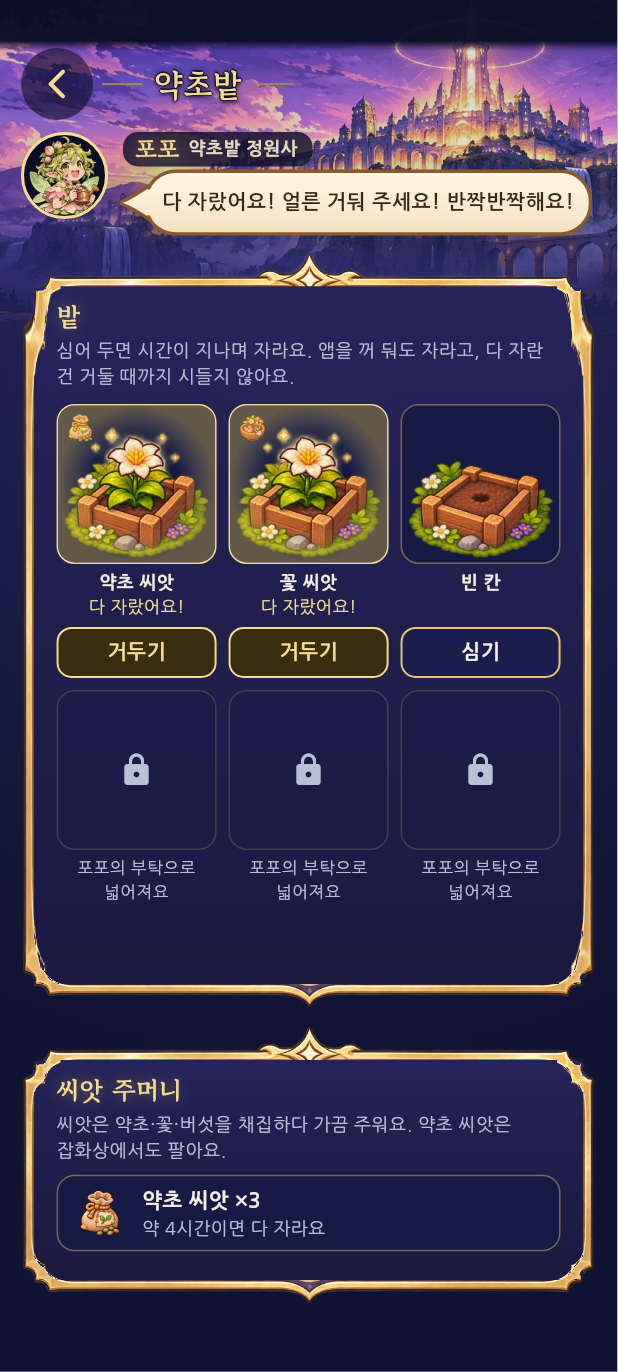 약초밭
포포 약초밭 정원사
다 자랐어요! 얼른 거둬 주세요! 반짝반짝해요!
밭
심어 두면 시간이 지나며 자라요. 앱을 꺼 둬도 자라고, 다 자란
건 거둘 때까지 시들지 않아요.
약초 씨앗
다 자랐어요!
거두기
꽃 씨앗
다 자랐어요!
거두기
빈 칸
심기
포포의 부탁으로
넓어져요
포포의 부탁으로
넓어져요
포포의 부탁으로
넓어져요
씨앗 주머니
씨앗은 약초·꽃·버섯을 채집하다 가끔 주워요. 약초 씨앗은
잡화상에서도 팔아요.
약초 씨앗 ×3
약 4시간이면 다 자라요